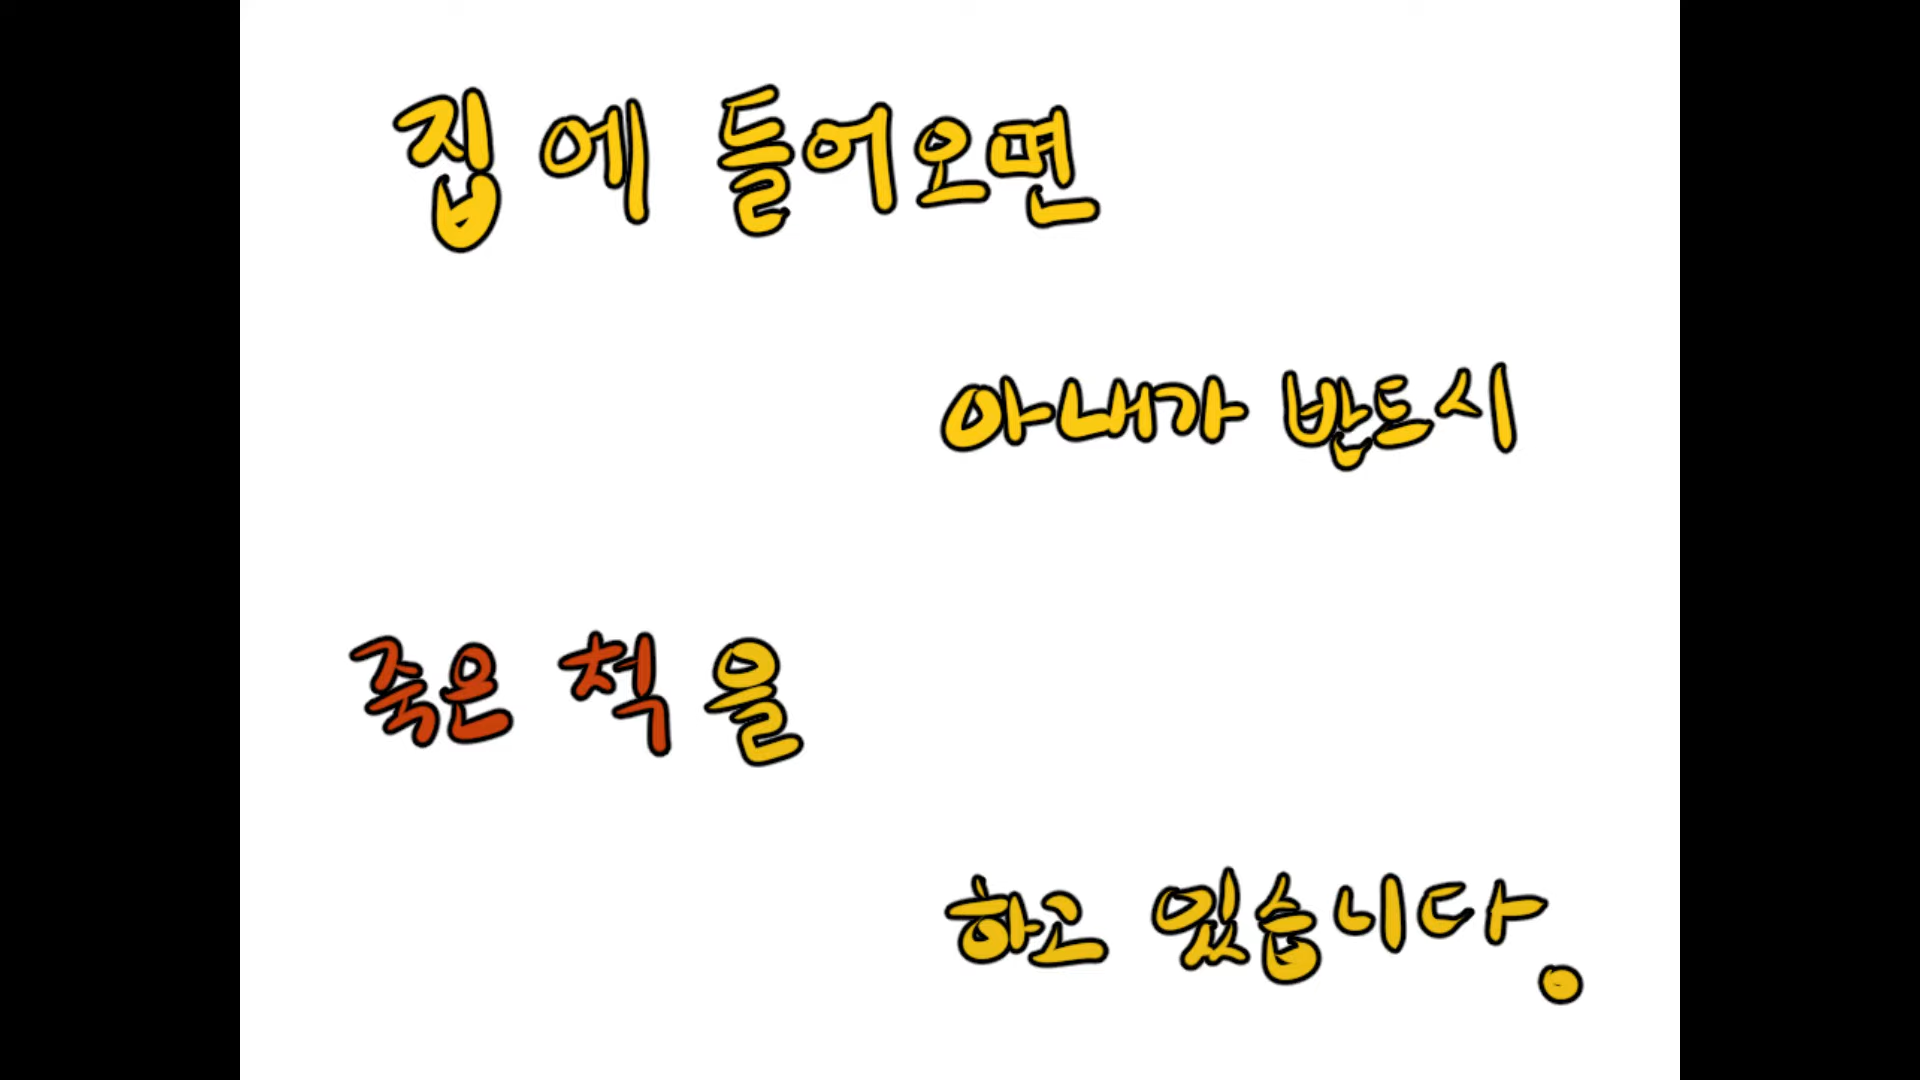 집에 들어오면
아내가 반드시
죽은 척을
하고 있습니다.